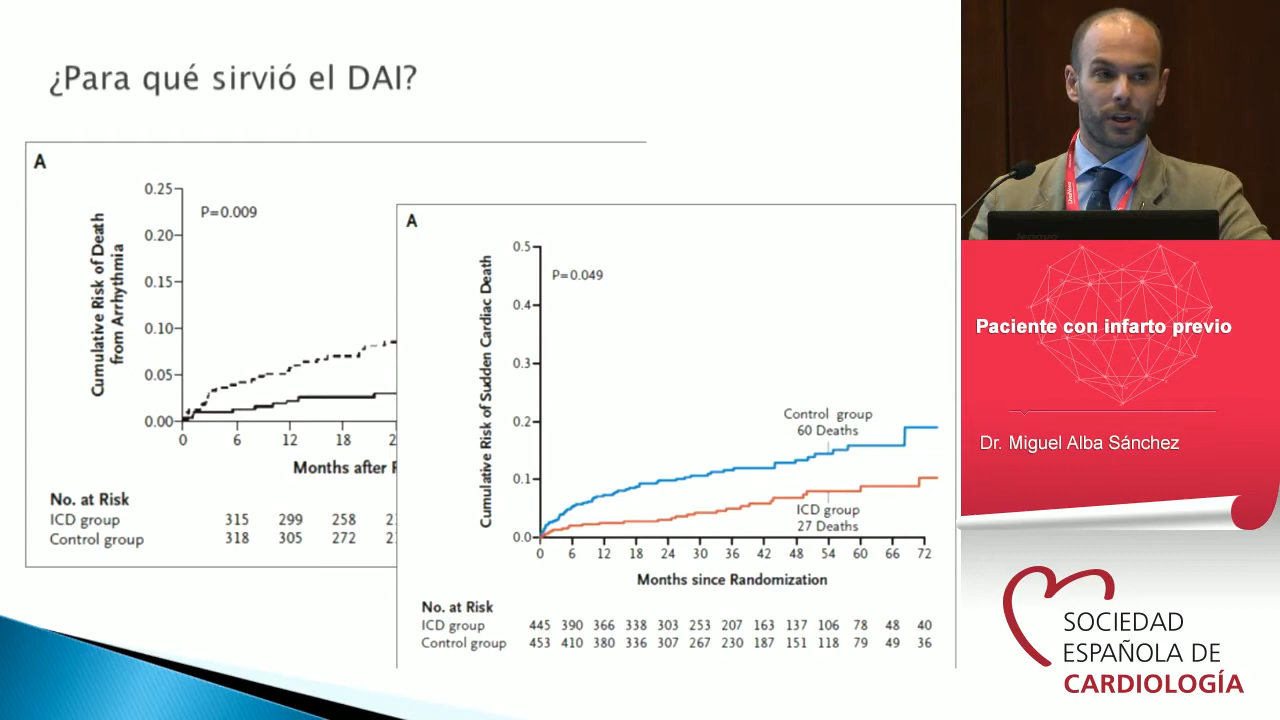 ¿Para qué sirvió el DAI?
A
Cumulative Risk of Death
from Arrhythmia
0.25
0.20
0.15
0.10
0.05
0.00
P=0.009
0 6 12 18
Months after
No. at Risk
ICD group 315 299 258
Control group 318 305 272
A
Cumulative Risk of Sudden Cardiac Death
0.5
0.4
0.3
0.2
0.1
0.0
P=0.049
Control group
60 Deaths
ICD group
27 Deaths
0 6 12 18 24 30 36 42 48 54 60 66 72
Months since Randomization
No. at Risk
ICD group 445 390 366 338 303 253 207 163 137 106 78 48 40
Control group 453 410 380 336 307 267 230 187 151 118 79 49 36
lenovo
Paciente con infarto previo
Dr. Miguel Alba Sánchez
SOCIEDAD
ESPAÑOLA DE
CARDIOLOGÍA